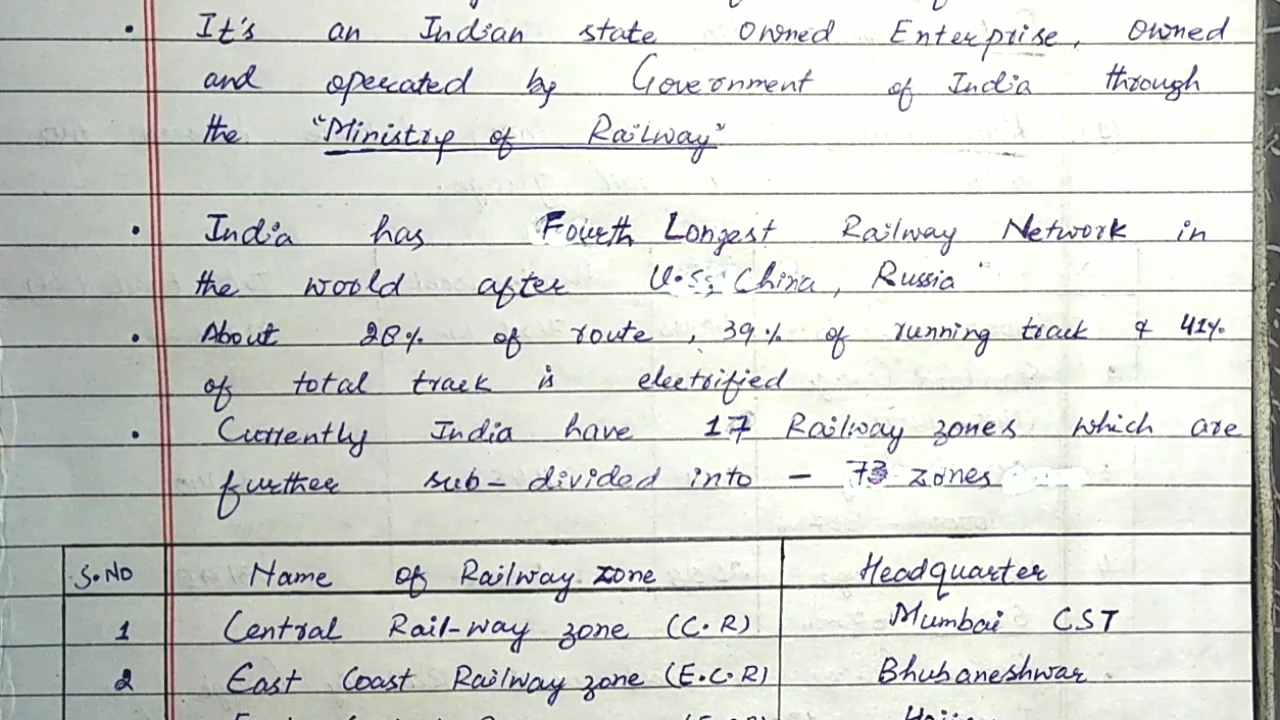 • It's an Indian state owned Enterprise, owned
and operated by Government of India through
the "Ministry of Railway"
• India has Fourth Longest Railway Network in
the world after U.S, China, Russia
• About 28% of route, 39% of running track & 41%
of total track is electrified
• Currently India have 17 Railway zones which are
further sub-divided into - 73 zones
S.NO Name of Railway zone Headquarter
1 Central Rail-way zone (C.R) Mumbai CST
2 East Coast Railway zone (E.C.R) Bhubaneshwar